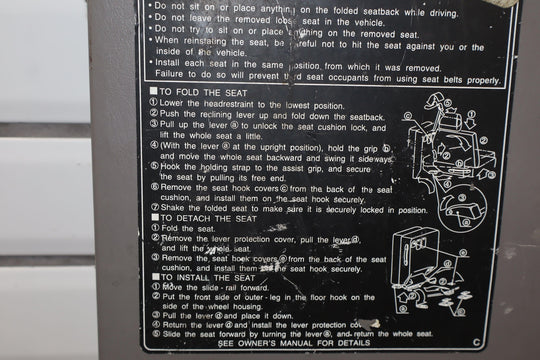 • Do not sit on or place anything on the folded seatback while driving.
• Do not leave the removed loose seat in the vehicle.
• Do not try to sit on or place anything on the removed seat.
• When reinstalling the seat, be careful not to hit the seat against you or the
inside of the vehicle.
• Install each seat in the same position from which it was removed.
Failure to do so will prevent third seat occupants from using seat belts properly.
■ TO FOLD THE SEAT
① Lower the headrestraint to the lowest position.
② Push the reclining lever up and fold down the seatback.
③ Pull up the lever ⓐ to unlock the seat cushion lock, and
lift the whole seat a little.
④ (With the lever ⓐ at the upright position), hold the grip ⓑ
and move the whole seat backward and swing it sideways.
⑤ Hook the holding strap to the assist grip, and secure
the seat by pulling its free end.
⑥ Remove the seat hook covers ⓒ from the back of the seat
cushion, and install them on the seat hook securely.
⑦ Shake the folded seat to make sure it is securely locked in position.
■ TO DETACH THE SEAT
① Fold the seat.
② Remove the lever protection cover, pull the lever ⓓ,
and lift the whole seat.
③ Remove the seat hook covers ⓔ from the back of the seat
cushion, and install them on the seat hook securely.
■ TO INSTALL THE SEAT
① Move the slide-rail forward.
② Put the front side of outer-leg in the floor hook on the
side of the wheel housing.
③ Pull the lever ⓓ and place it down.
④ Return the lever ⓓ and install the lever protection cover.
⑤ Slide the seat forward by turning the lever ⓐ, and return the whole seat.
SEE OWNER'S MANUAL FOR DETAILS
C